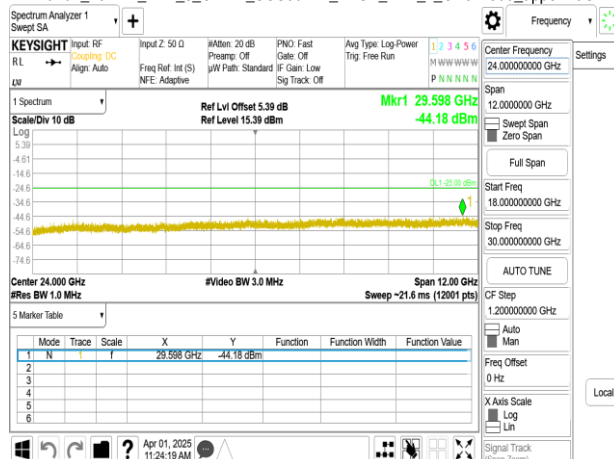 Spectrum Analyzer 1
Swept SA
Frequency
Settings
KEYSIGHT
RL
Input: RF
Coupling: DC
Align: Auto
Input Z: 50 Ω
Freq Ref: Int (S)
NFE: Adaptive
#Atten: 20 dB
Preamp: Off
µW Path: Standard
PNO: Fast
Gate: Off
IF Gain: Low
Sig Track: Off
Avg Type: Log-Power
Trig: Free Run
1 2 3 4 5 6
M W W W W W
P N N N N N
1 Spectrum
Scale/Div 10 dB
Log
Ref Lvl Offset 5.39 dB
Ref Level 15.39 dBm
Mkr1 29.598 GHz
-44.18 dBm
5.39
-4.61
-14.6
-24.6
-34.6
-44.6
-54.6
-64.6
-74.6
DL1 -25.00 dBm
1
Center 24.000 GHz
#Res BW 1.0 MHz
#Video BW 3.0 MHz
Span 12.00 GHz
Sweep ~21.6 ms (12001 pts)
5 Marker Table
Mode Trace Scale X Y Function Function Width Function Value
1 N 1 f 29.598 GHz -44.18 dBm
2
3
4
5
6
Apr 01, 2025
11:24:19 AM
Center Frequency
24.00000000 GHz
Span
12.0000000 GHz
Swept Span
Zero Span
Full Span
Start Freq
18.000000000 GHz
Stop Freq
30.000000000 GHz
AUTO TUNE
CF Step
1.200000000 GHz
Auto
Man
Freq Offset
0 Hz
X Axis Scale
Log
Lin
Signal Track
Local